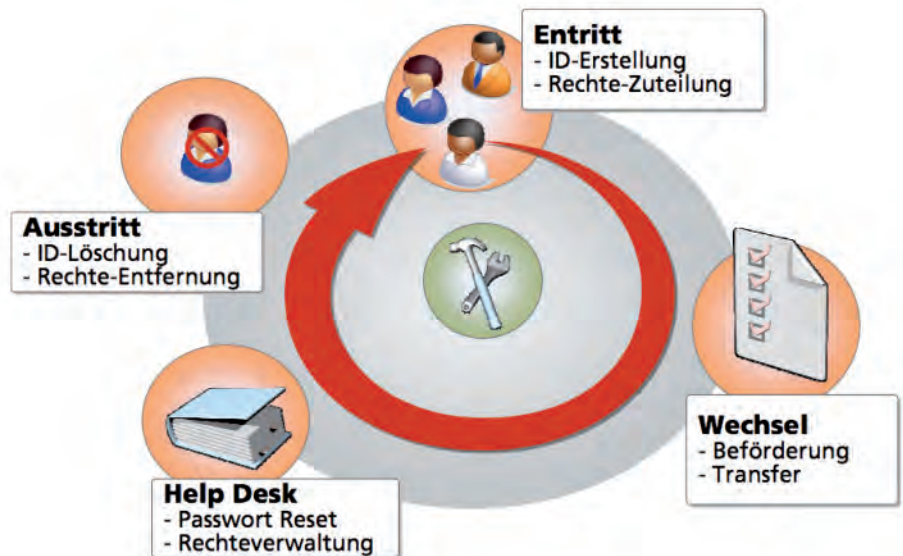 Entritt
- ID-Erstellung
- Rechte-Zuteilung
Ausstritt
- ID-Löschung
- Rechte-Entfernung
Wechsel
- Beförderung
- Transfer
Help Desk
- Passwort Reset
- Rechteverwaltung